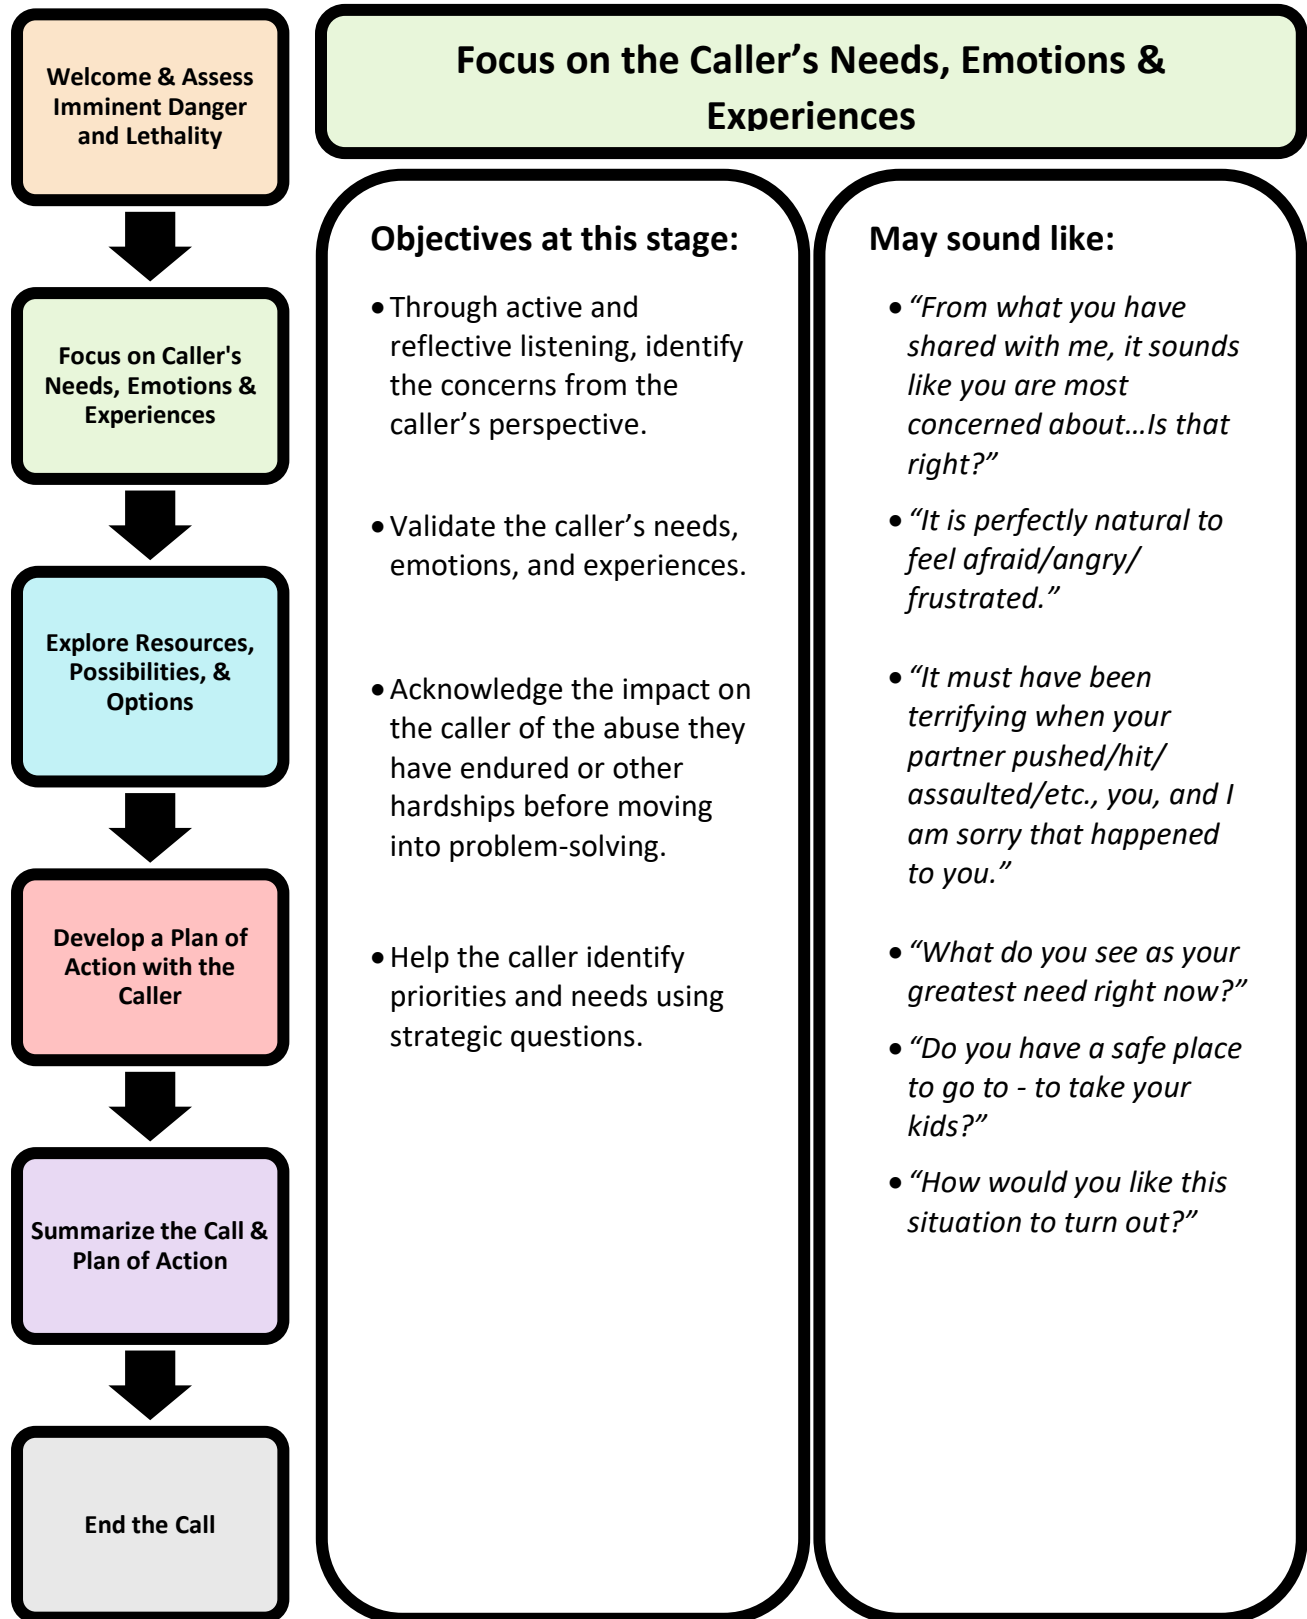 Welcome & Assess
Imminent Danger
and Lethality
Focus on Caller's
Needs, Emotions &
Experiences
Explore Resources,
Possibilities, &
Options
Develop a Plan of
Action with the
Caller
Summarize the Call &
Plan of Action
End the Call
Focus on the Caller’s Needs, Emotions &
Experiences
Objectives at this stage:
• Through active and
reflective listening, identify
the concerns from the
caller’s perspective.
• Validate the caller’s needs,
emotions, and experiences.
• Acknowledge the impact on
the caller of the abuse they
have endured or other
hardships before moving
into problem-solving.
• Help the caller identify
priorities and needs using
strategic questions.
May sound like:
• “From what you have
shared with me, it sounds
like you are most
concerned about…Is that
right?”
• “It is perfectly natural to
feel afraid/angry/
frustrated.”
• “It must have been
terrifying when your
partner pushed/hit/
assaulted/etc., you, and I
am sorry that happened
to you.”
• “What do you see as your
greatest need right now?”
• “Do you have a safe place
to go to - to take your
kids?”
• “How would you like this
situation to turn out?”